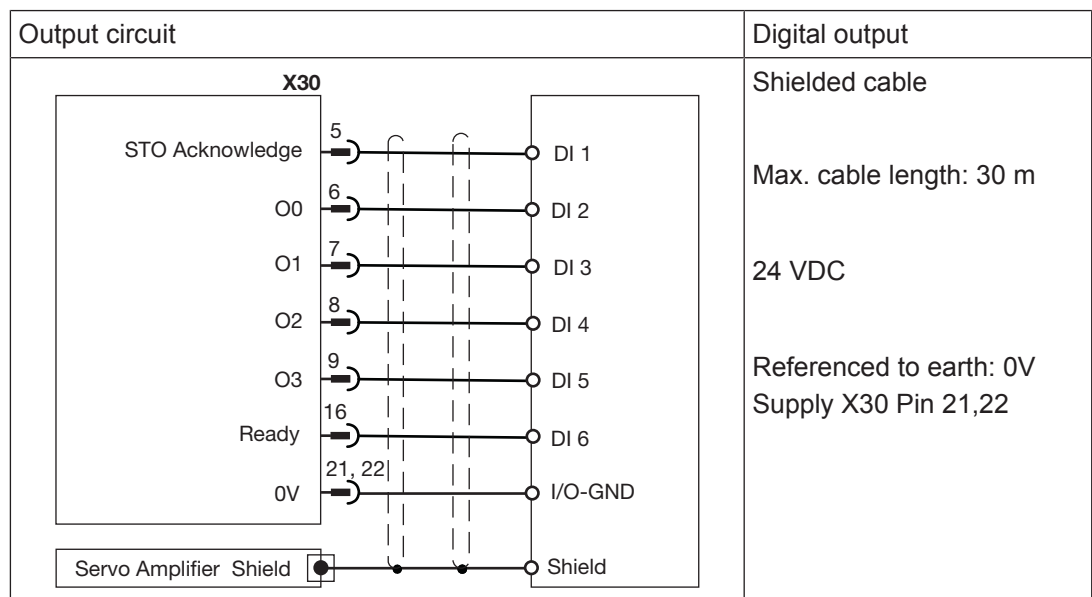 Output circuit
Digital output
X30
STO Acknowledge 5 DI 1
O0 6 DI 2
O1 7 DI 3
O2 8 DI 4
O3 9 DI 5
Ready 16 DI 6
0V 21, 22 I/O-GND
Servo Amplifier Shield Shield
Shielded cable
Max. cable length: 30 m
24 VDC
Referenced to earth: 0V
Supply X30 Pin 21,22